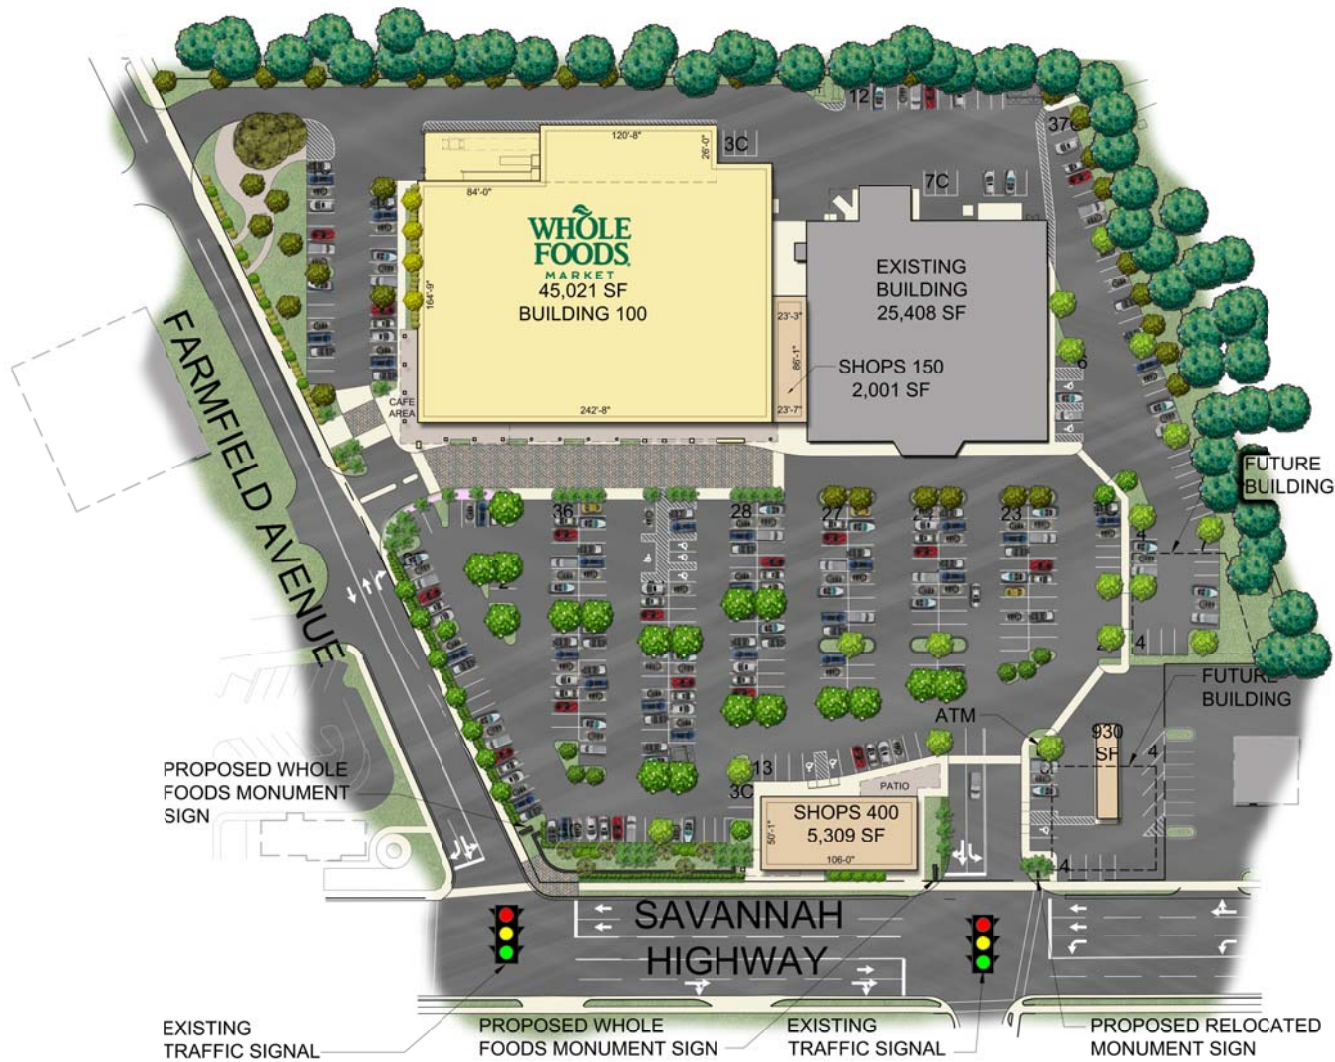 12
37C
120'-8"
26'-0"
3C
84'-0"
7C
WHOLE
FOODS
MARKET
45,021 SF
BUILDING 100
164'-9"
EXISTING
BUILDING
25,408 SF
23'-3"
86'-1"
SHOPS 150
2,001 SF
6
23'-7"
242'-8"
CAFE
AREA
FARMFIELD AVENUE
FUTURE
BUILDING
36
28
27
23
4
4
FUTURE
BUILDING
ATM
930
SF
4
13
3C
PATIO
PROPOSED WHOLE
FOODS MONUMENT
SIGN
SHOPS 400
5,309 SF
50'-1"
106'-0"
4
SAVANNAH
HIGHWAY
EXISTING
TRAFFIC SIGNAL
PROPOSED WHOLE
FOODS MONUMENT SIGN
EXISTING
TRAFFIC SIGNAL
PROPOSED RELOCATED
MONUMENT SIGN